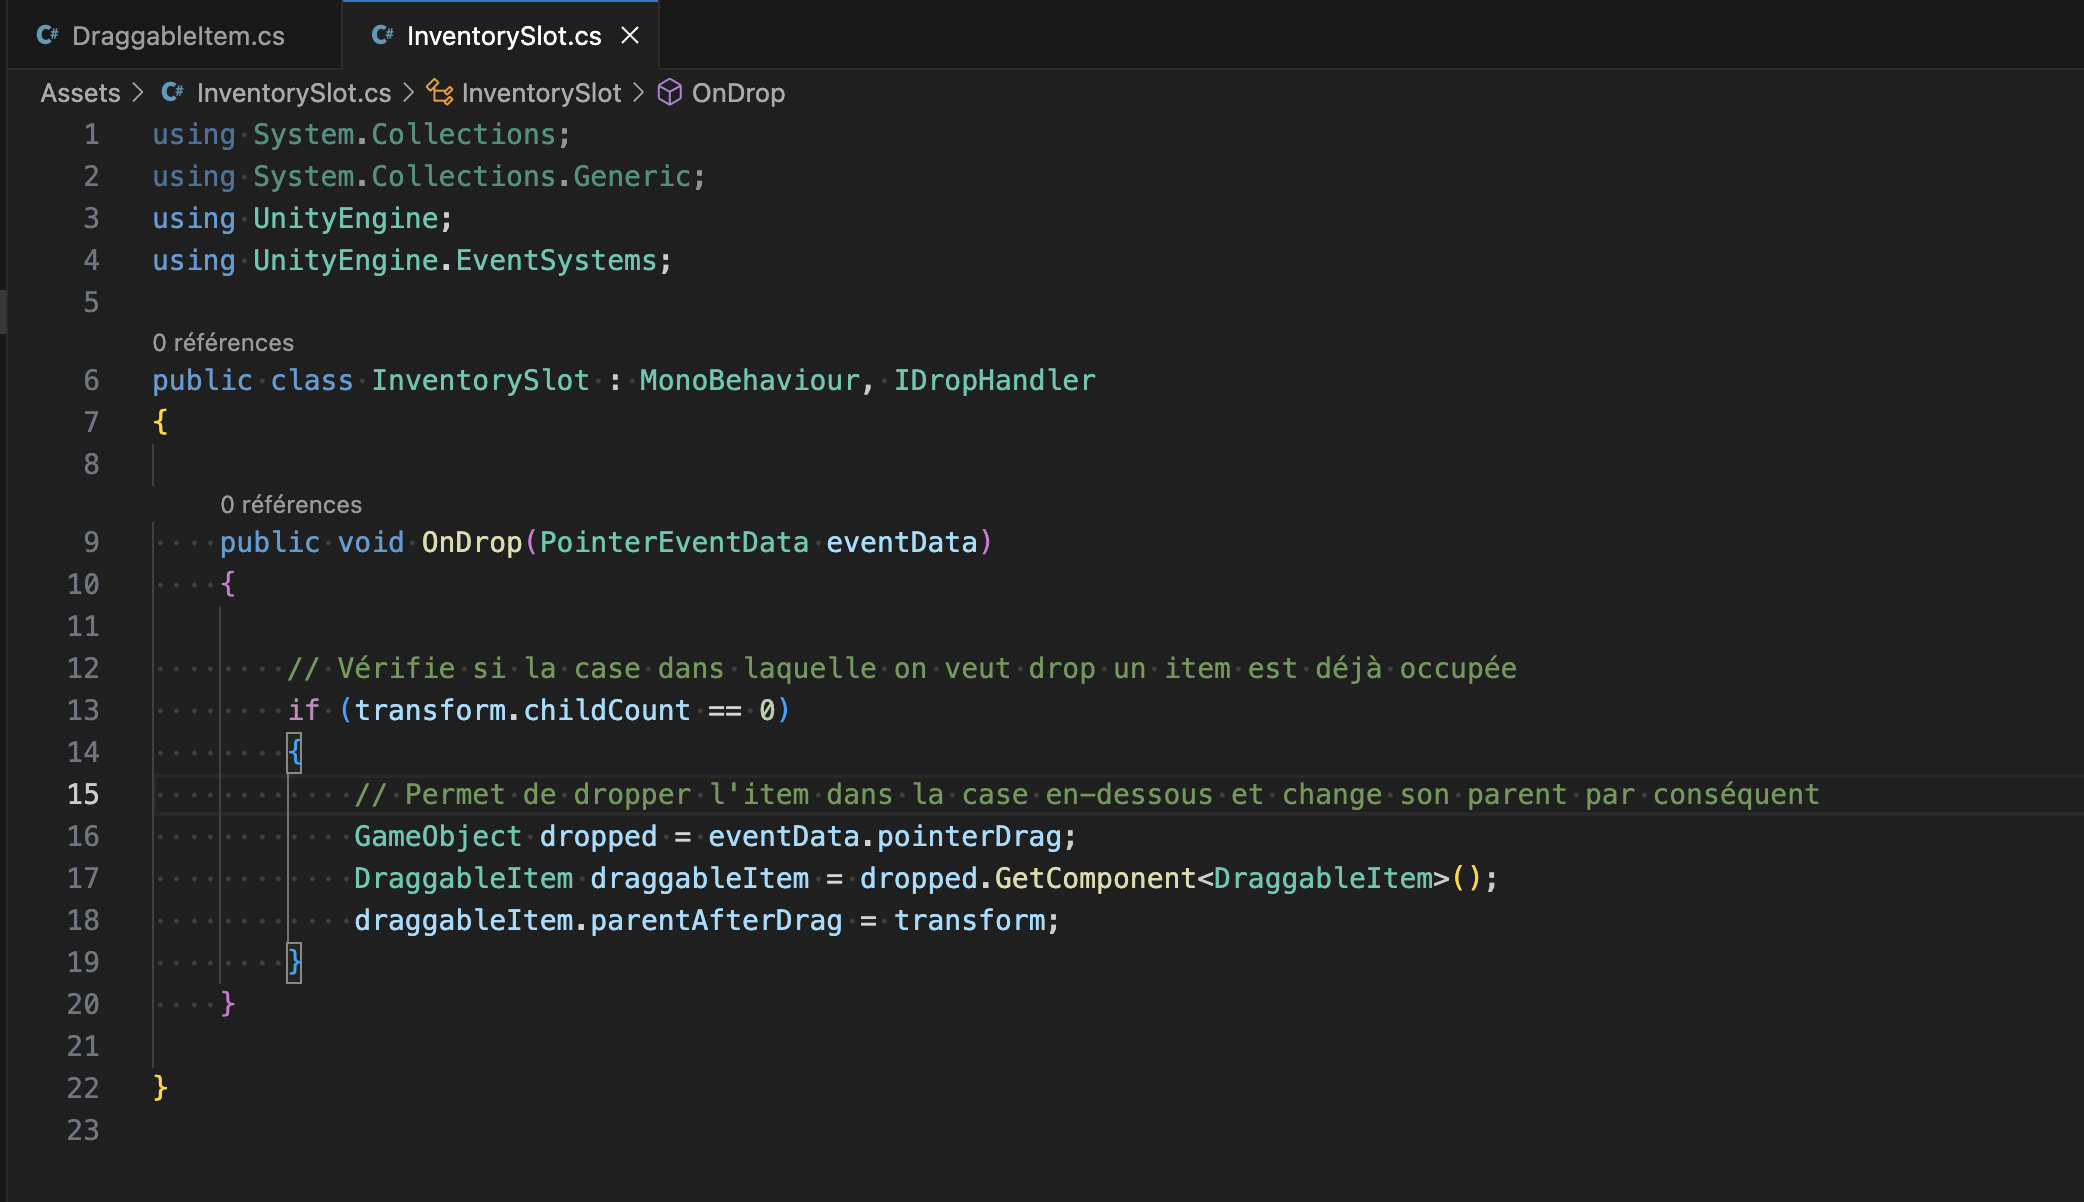 C# DraggableItem.cs C# InventorySlot.cs ×
Assets > C# InventorySlot.cs > InventorySlot > OnDrop
1 using System.Collections;
2 using System.Collections.Generic;
3 using UnityEngine;
4 using UnityEngine.EventSystems;
5
0 références
6 public class InventorySlot : MonoBehaviour, IDropHandler
7 {
8
0 références
9 public void OnDrop(PointerEventData eventData)
10 {
11
12 // Vérifie si la case dans laquelle on veut drop un item est déjà occupée
13 if (transform.childCount == 0)
14 {
15 // Permet de dropper l'item dans la case en-dessous et change son parent par conséquent
16 GameObject dropped = eventData.pointerDrag;
17 DraggableItem draggableItem = dropped.GetComponent<DraggableItem>();
18 draggableItem.parentAfterDrag = transform;
19 }
20 }
21
22 }
23